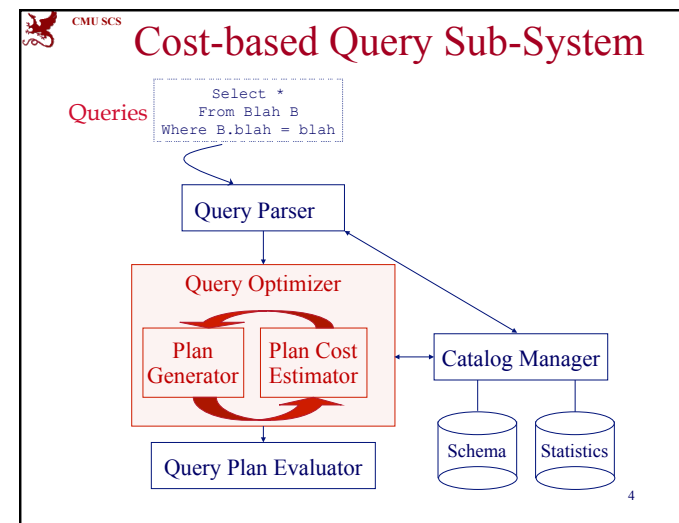 CMU SCS
Cost-based Query Sub-System
Queries
Select *
From Blah B
Where B.blah = blah
Query Parser
Query Optimizer
Plan
Generator
Plan Cost
Estimator
Catalog Manager
Query Plan Evaluator
Schema
Statistics
4